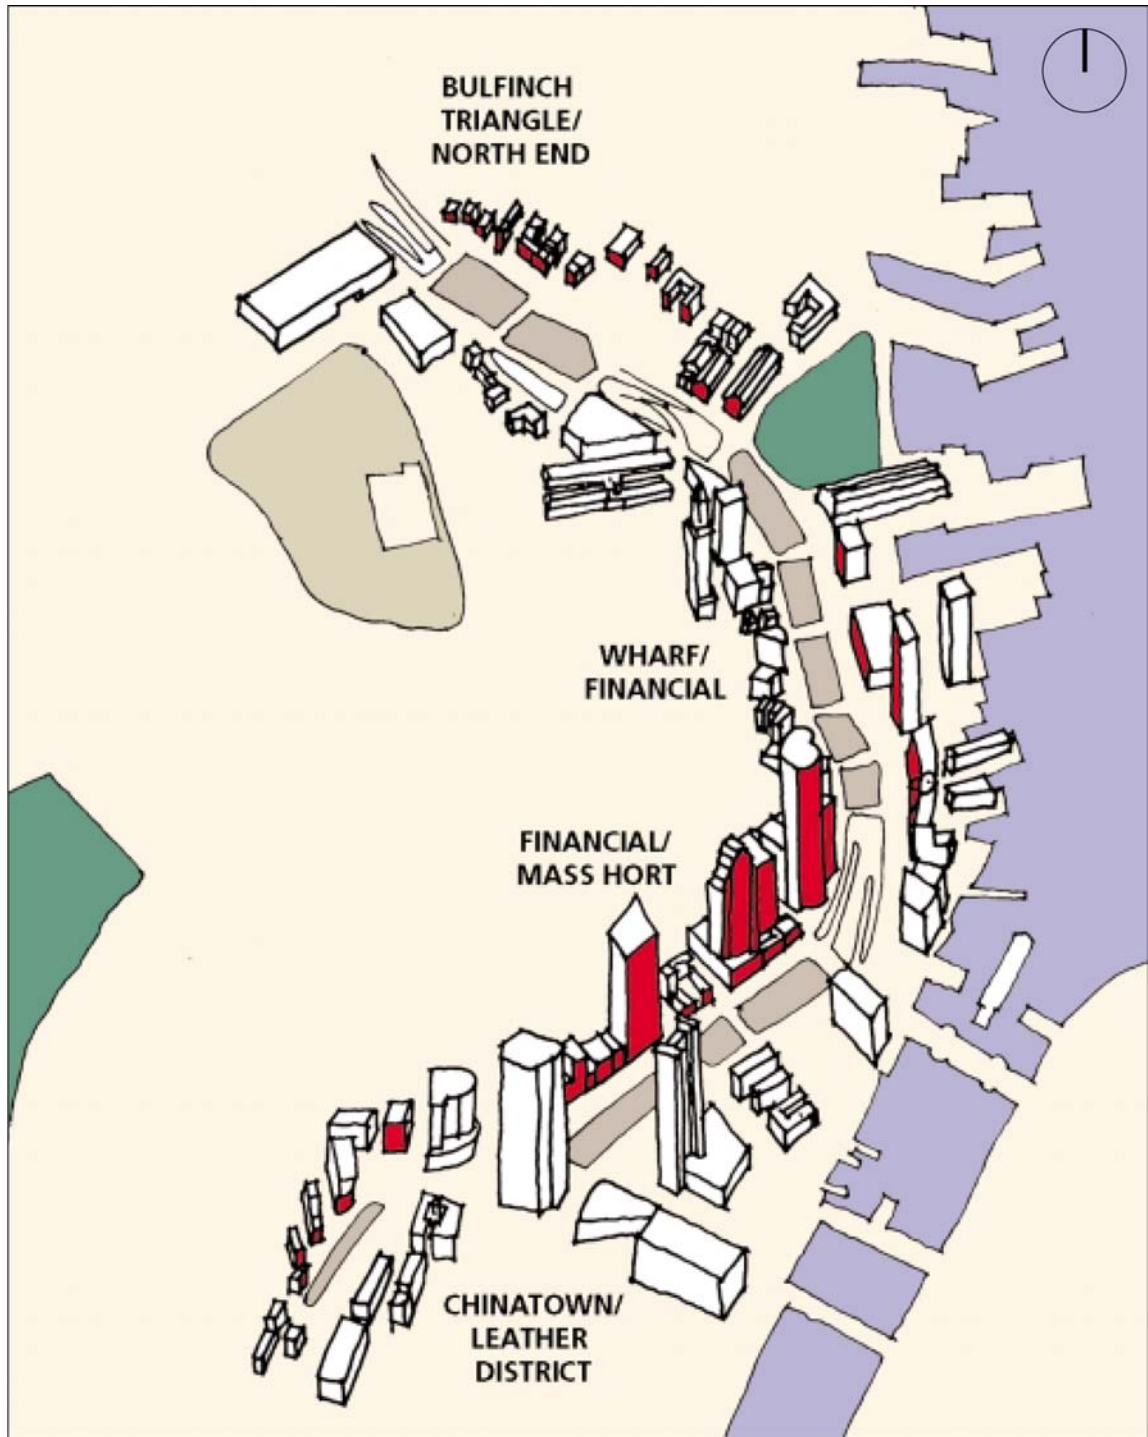 BULFINCH
TRIANGLE/
NORTH END
WHARF/
FINANCIAL
FINANCIAL/
MASS HORT
CHINATOWN/
LEATHER
DISTRICT